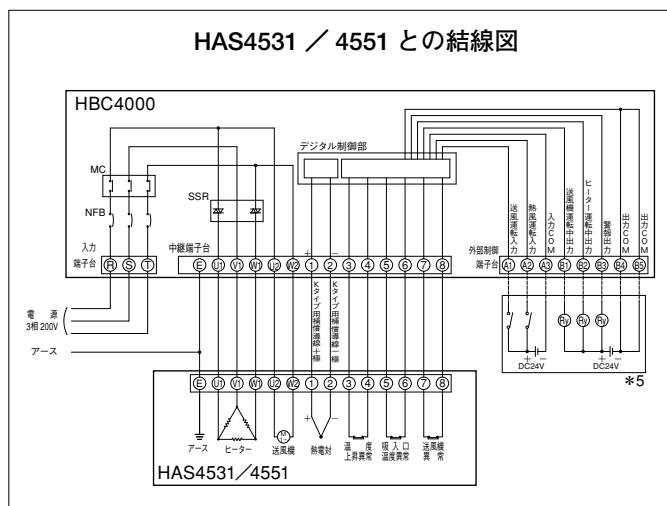 HAS4531 ／ 4551 との結線図
HBC4000
デジタル制御部
MC
SSR
NFB
送風運転入力
熱風運転入力
入力COM
送風機運転中出力
ヒーター運転中出力
警報出力
出力COM
出力COM
入力
端子台
R S T
中継端子台
E U1 V1 W1 U2 W2 1 2 3 4 5 6 7 8
+ −
外部制御
端子台
A1 A2 A3 B1 B2 B3 B4 B5
電源
3相 200V
アース
Kタイプ用補償導線＋極
Kタイプ用補償導線－極
Ry Ry Ry
+ −
DC24V
+ −
DC24V
*5
E U1 V1 W1 U2 W2 1 2 3 4 5 6 7 8
+ −
M
アース
ヒーター
送風機
熱電対
温度
上昇異常
吸入口
温度異常
送風機
異常
HAS4531／4551